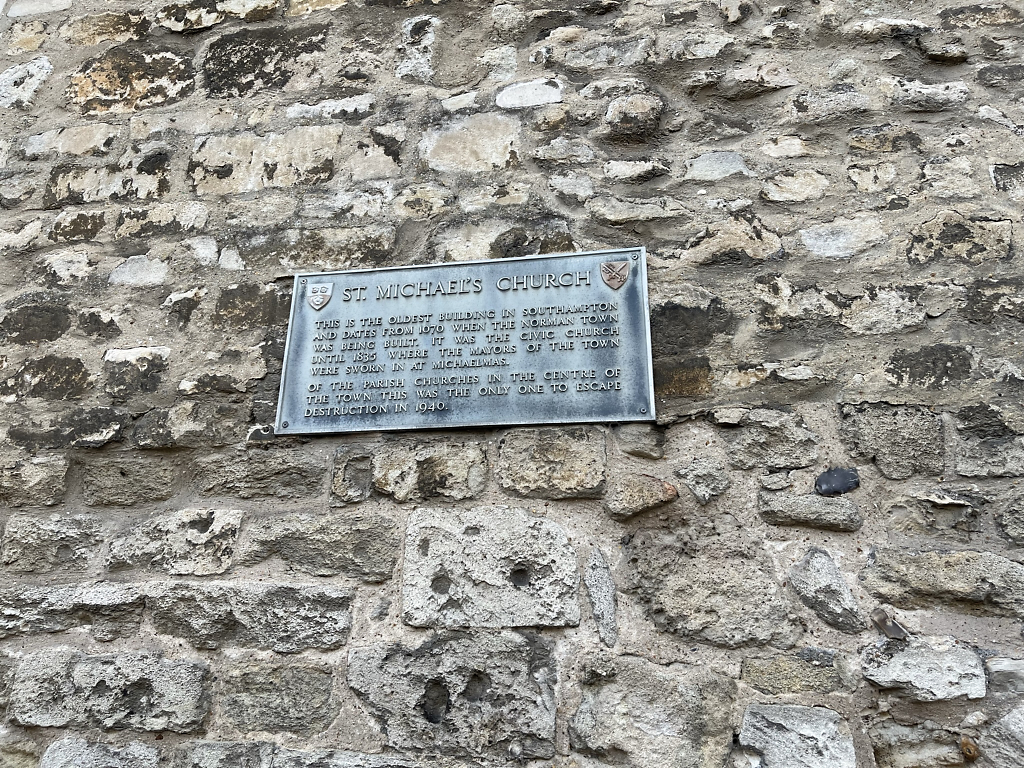 ST. MICHAEL'S CHURCH
THIS IS THE OLDEST BUILDING IN SOUTHAMPTON
AND DATES FROM 1070 WHEN THE NORMAN TOWN
WAS BEING BUILT. IT WAS THE CIVIC CHURCH
UNTIL 1835 WHERE THE MAYORS OF THE TOWN
WERE SWORN IN AT MICHAELMAS.
OF THE PARISH CHURCHES IN THE CENTRE OF
THE TOWN THIS WAS THE ONLY ONE TO ESCAPE
DESTRUCTION IN 1940.